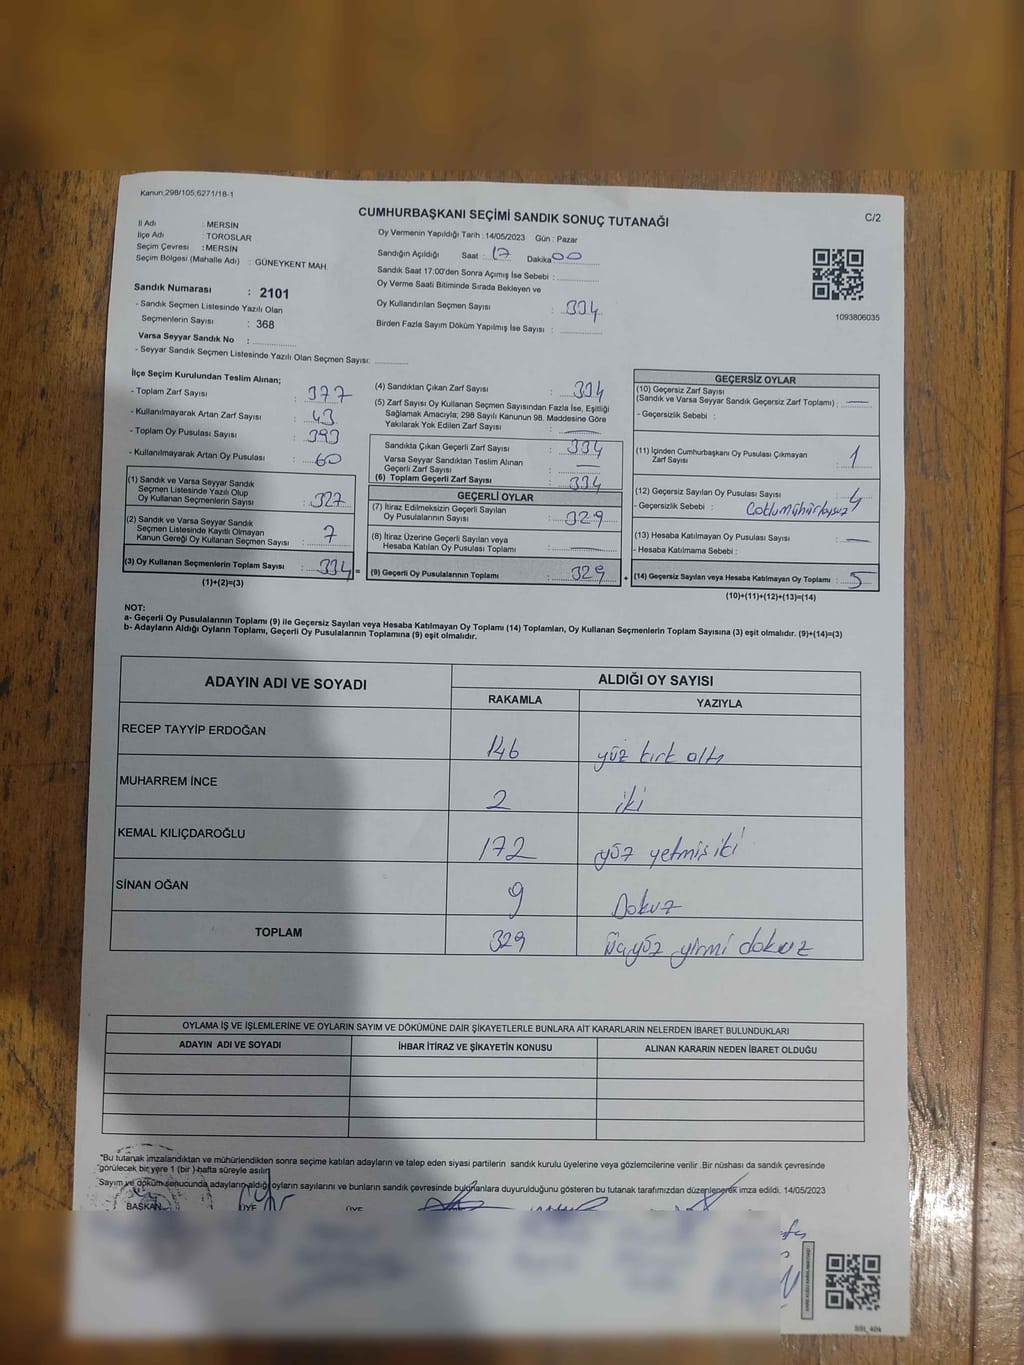 Kanun:298/105;6271/18-1
CUMHURBAŞKANI SEÇİMİ SANDIK SONUÇ TUTANAĞI
C/2
İl Adı : MERSİN
İlçe Adı : TOROSLAR
Seçim Çevresi : MERSİN
Seçim Bölgesi (Mahalle Adı) : GÜNEYKENT MAH.
Oy Vermenin Yapıldığı Tarih : 14/05/2023 Gün : Pazar
Sandığın Açıldığı Saat : 17 Dakika 00
Sandık Saat 17:00'den Sonra Açımış İse Sebebi :
Oy Verme Saati Bitiminde Sırada Bekleyen ve
Oy Kullandırılan Seçmen Sayısı : 334
Birden Fazla Sayım Döküm Yapılmış İse Sayısı :
1093806035
Sandık Numarası : 2101
- Sandık Seçmen Listesinde Yazılı Olan
Seçmenlerin Sayısı : 368
Varsa Seyyar Sandık No :
- Seyyar Sandık Seçmen Listesinde Yazılı Olan Seçmen Sayısı:
İlçe Seçim Kurulundan Teslim Alınan;
- Toplam Zarf Sayısı : 377
- Kullanılmayarak Artan Zarf Sayısı : 43
- Toplam Oy Pusulası Sayısı : 393
- Kullanılmayarak Artan Oy Pusulası : 60
(1) Sandık ve Varsa Seyyar Sandık
Seçmen Listesinde Yazılı Olup
Oy Kullanan Seçmenlerin Sayısı : 327
(2) Sandık ve Varsa Seyyar Sandık
Seçmen Listesinde Kayıtlı Olmayan
Kanun Gereği Oy Kullanan Seçmen Sayısı : 7
(3) Oy Kullanan Seçmenlerin Toplam Sayısı : 334 =
(1)+(2)=(3)
(4) Sandıktan Çıkan Zarf Sayısı : 334
(5) Zarf Sayısı Oy Kullanan Seçmen Sayısından Fazla İse, Eşitliği
Sağlamak Amacıyla; 298 Sayılı Kanunun 98. Maddesine Göre
Yakılarak Yok Edilen Zarf Sayısı : —
Sandıkta Çıkan Geçerli Zarf Sayısı : 334
Varsa Seyyar Sandıktan Teslim Alınan
Geçerli Zarf Sayısı : —
(6) Toplam Geçerli Zarf Sayısı : 334
GEÇERLİ OYLAR
(7) İtiraz Edilmeksizin Geçerli Sayılan
Oy Pusulalarının Sayısı : 329
(8) İtiraz Üzerine Geçerli Sayılan veya
Hesaba Katılan Oy Pusulası Toplamı : —
(9) Geçerli Oy Pusulalarının Toplamı : 329 +
GEÇERSİZ OYLAR
(10) Geçersiz Zarf Sayısı
(Sandık ve Varsa Seyyar Sandık Geçersiz Zarf Toplamı) : —
- Geçersizlik Sebebi :
(11) İçinden Cumhurbaşkanı Oy Pusulası Çıkmayan
Zarf Sayısı : 1
(12) Geçersiz Sayılan Oy Pusulası Sayısı : 4
- Geçersizlik Sebebi :
(13) Hesaba Katılmayan Oy Pusulası Sayısı : —
- Hesaba Katılmama Sebebi :
(14) Geçersiz Sayılan veya Hesaba Katılmayan Oy Toplamı : 5
(10)+(11)+(12)+(13)=(14)
NOT:
a- Geçerli Oy Pusulalarının Toplamı (9) ile Geçersiz Sayılan veya Hesaba Katılmayan Oy Toplamı (14) Toplamları, Oy Kullanan Seçmenlerin Toplam Sayısına (3) eşit olmalıdır. (9)+(14)=(3)
b- Adayların Aldığı Oyların Toplamı, Geçerli Oy Pusulalarının Toplamına (9) eşit olmalıdır.
ADAYIN ADI VE SOYADI
ALDIĞI OY SAYISI
RAKAMLA YAZIYLA
RECEP TAYYİP ERDOĞAN 146 yüz kırk altı
MUHARREM İNCE 2 iki
KEMAL KILIÇDAROĞLU 172 yüz yetmiş iki
SİNAN OĞAN 9 Dokuz
TOPLAM 329 Üçyüz yirmi dokuz
OYLAMA İŞ VE İŞLEMLERİNE VE OYLARIN SAYIM VE DÖKÜMÜNE DAİR ŞİKAYETLERLE BUNLARA AİT KARARLARIN NELERDEN İBARET BULUNDUKLARI
ADAYIN ADI VE SOYADI İHBAR İTİRAZ VE ŞİKAYETİN KONUSU ALINAN KARARIN NEDEN İBARET OLDUĞU
*Bu tutanak imzalandıktan ve mühürlendikten sonra seçime katılan adayların ve talep eden siyasi partilerin sandık kurulu üyelerine veya gözlemcilerine verilir .Bir nüshası da sandık çevresinde
görülecek bir yere 1 (bir ) hafta süreyle asılır.
Sayım ve döküm sonucunda adayların aldığı oyların sayılarını ve bunların sandık çevresinde bulunanlara duyurulduğunu gösteren bu tutanak tarafımızdan düzenlenerek imza edildi. 14/05/2023
BAŞKAN ÜYE ÜYE